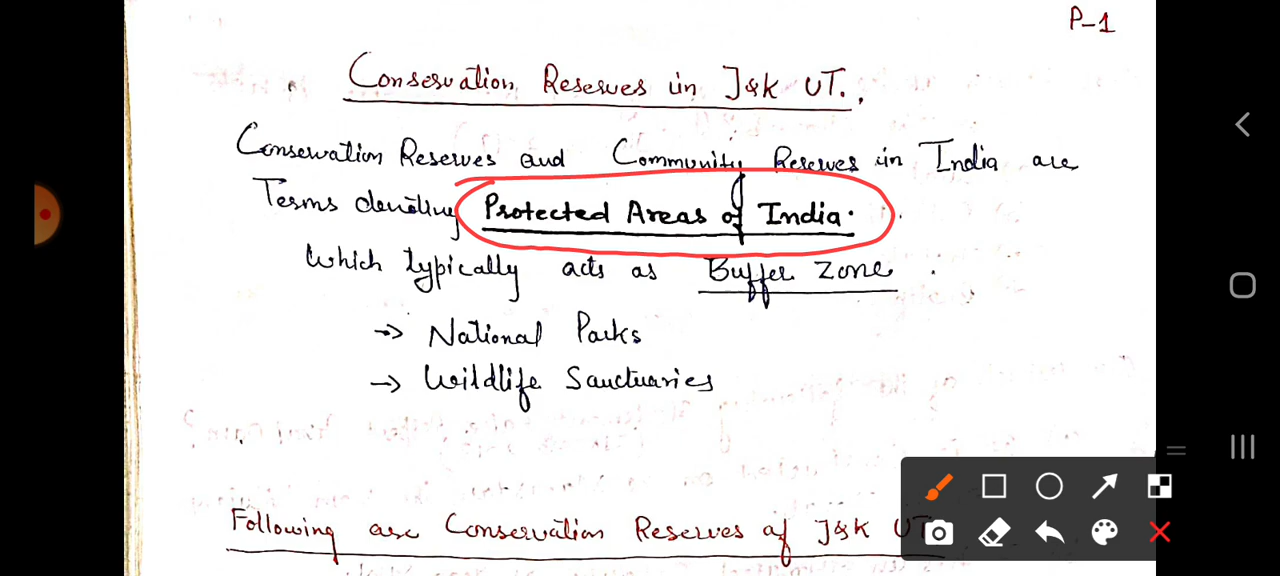 P-1
Conservation Reserves in J&K UT.
Conservation Reserves and Community Reserves in India are
Terms denoting Protected Areas of India.
Which typically acts as Buffer Zone.
→ National Parks
→ Wildlife Sanctuaries
Following are Conservation Reserves of J&K UT